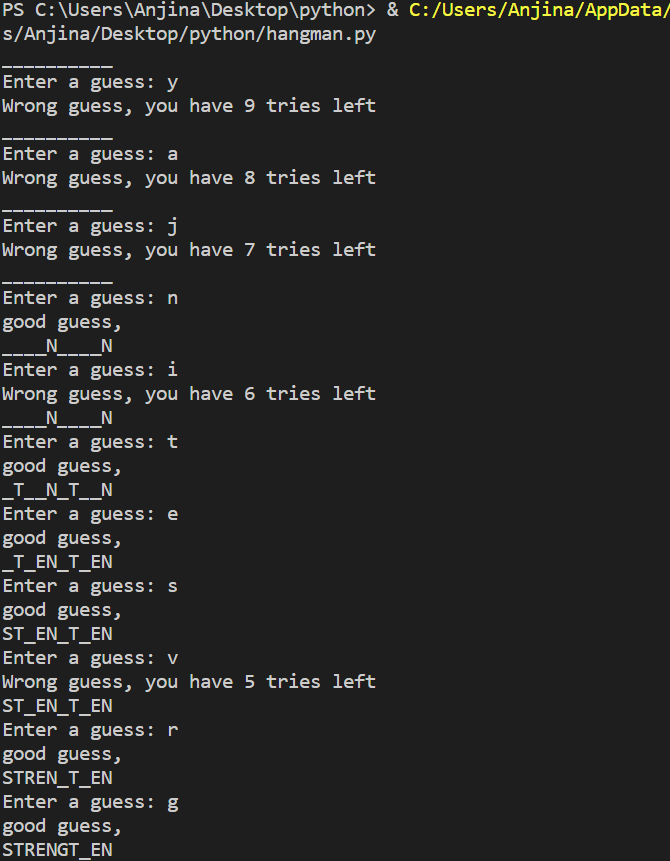 PS C:\Users\Anjina\Desktop\python> & C:/Users/Anjina/AppData/
s/Anjina/Desktop/python/hangman.py
__________
Enter a guess: y
Wrong guess, you have 9 tries left
__________
Enter a guess: a
Wrong guess, you have 8 tries left
__________
Enter a guess: j
Wrong guess, you have 7 tries left
__________
Enter a guess: n
good guess,
____N____N
Enter a guess: i
Wrong guess, you have 6 tries left
____N____N
Enter a guess: t
good guess,
_T__N_T__N
Enter a guess: e
good guess,
_T_EN_T_EN
Enter a guess: s
good guess,
ST_EN_T_EN
Enter a guess: v
Wrong guess, you have 5 tries left
ST_EN_T_EN
Enter a guess: r
good guess,
STREN_T_EN
Enter a guess: g
good guess,
STRENGT_EN